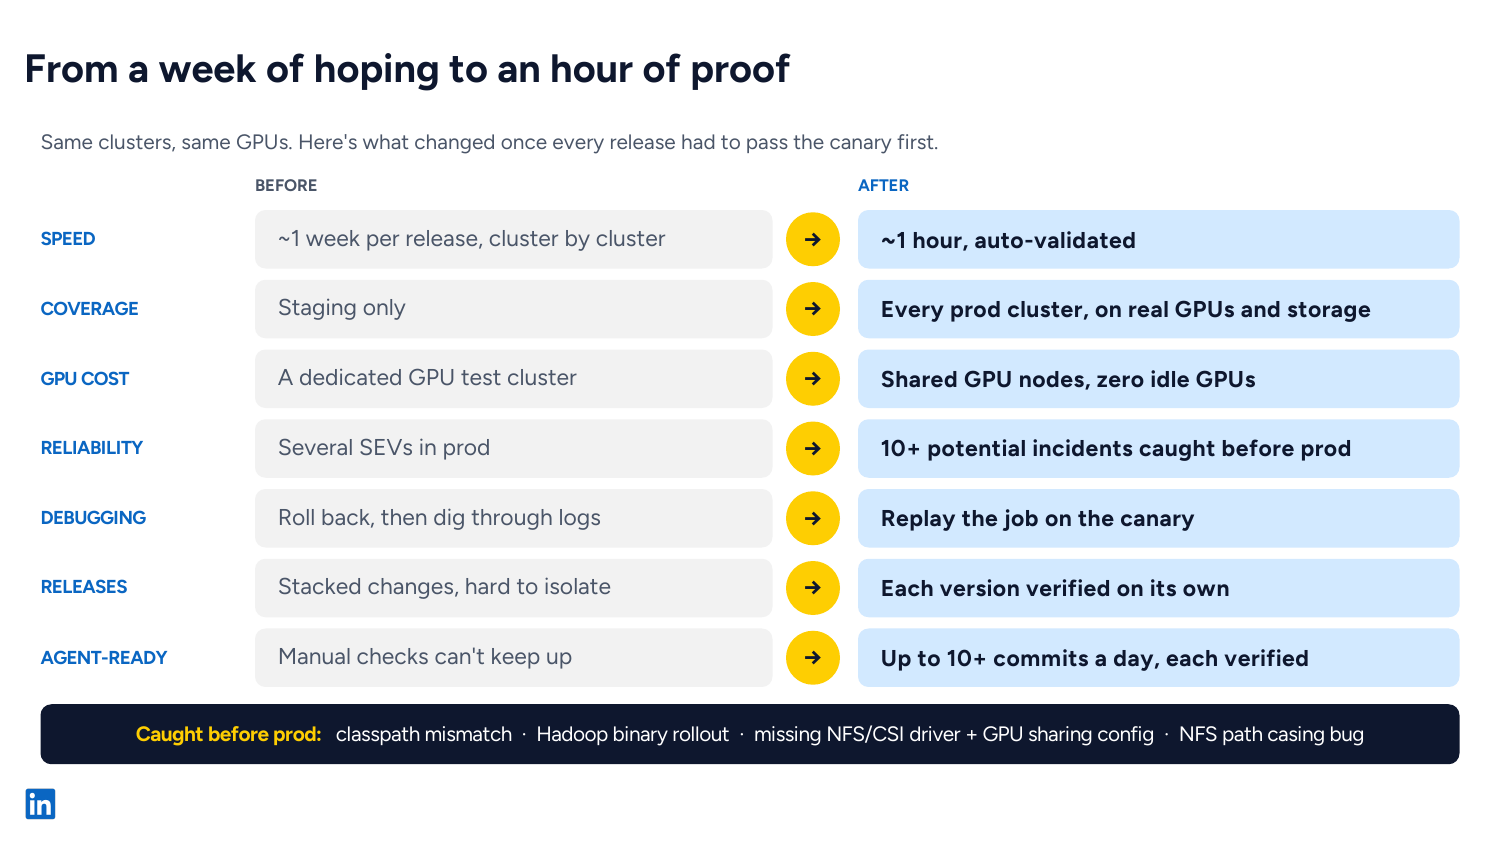 From a week of hoping to an hour of proof
Same clusters, same GPUs. Here's what changed once every release had to pass the canary first.
BEFORE
AFTER
SPEED
~1 week per release, cluster by cluster
→
~1 hour, auto-validated
COVERAGE
Staging only
→
Every prod cluster, on real GPUs and storage
GPU COST
A dedicated GPU test cluster
→
Shared GPU nodes, zero idle GPUs
RELIABILITY
Several SEVs in prod
→
10+ potential incidents caught before prod
DEBUGGING
Roll back, then dig through logs
→
Replay the job on the canary
RELEASES
Stacked changes, hard to isolate
→
Each version verified on its own
AGENT-READY
Manual checks can't keep up
→
Up to 10+ commits a day, each verified
Caught before prod: classpath mismatch · Hadoop binary rollout · missing NFS/CSI driver + GPU sharing config · NFS path casing bug
in